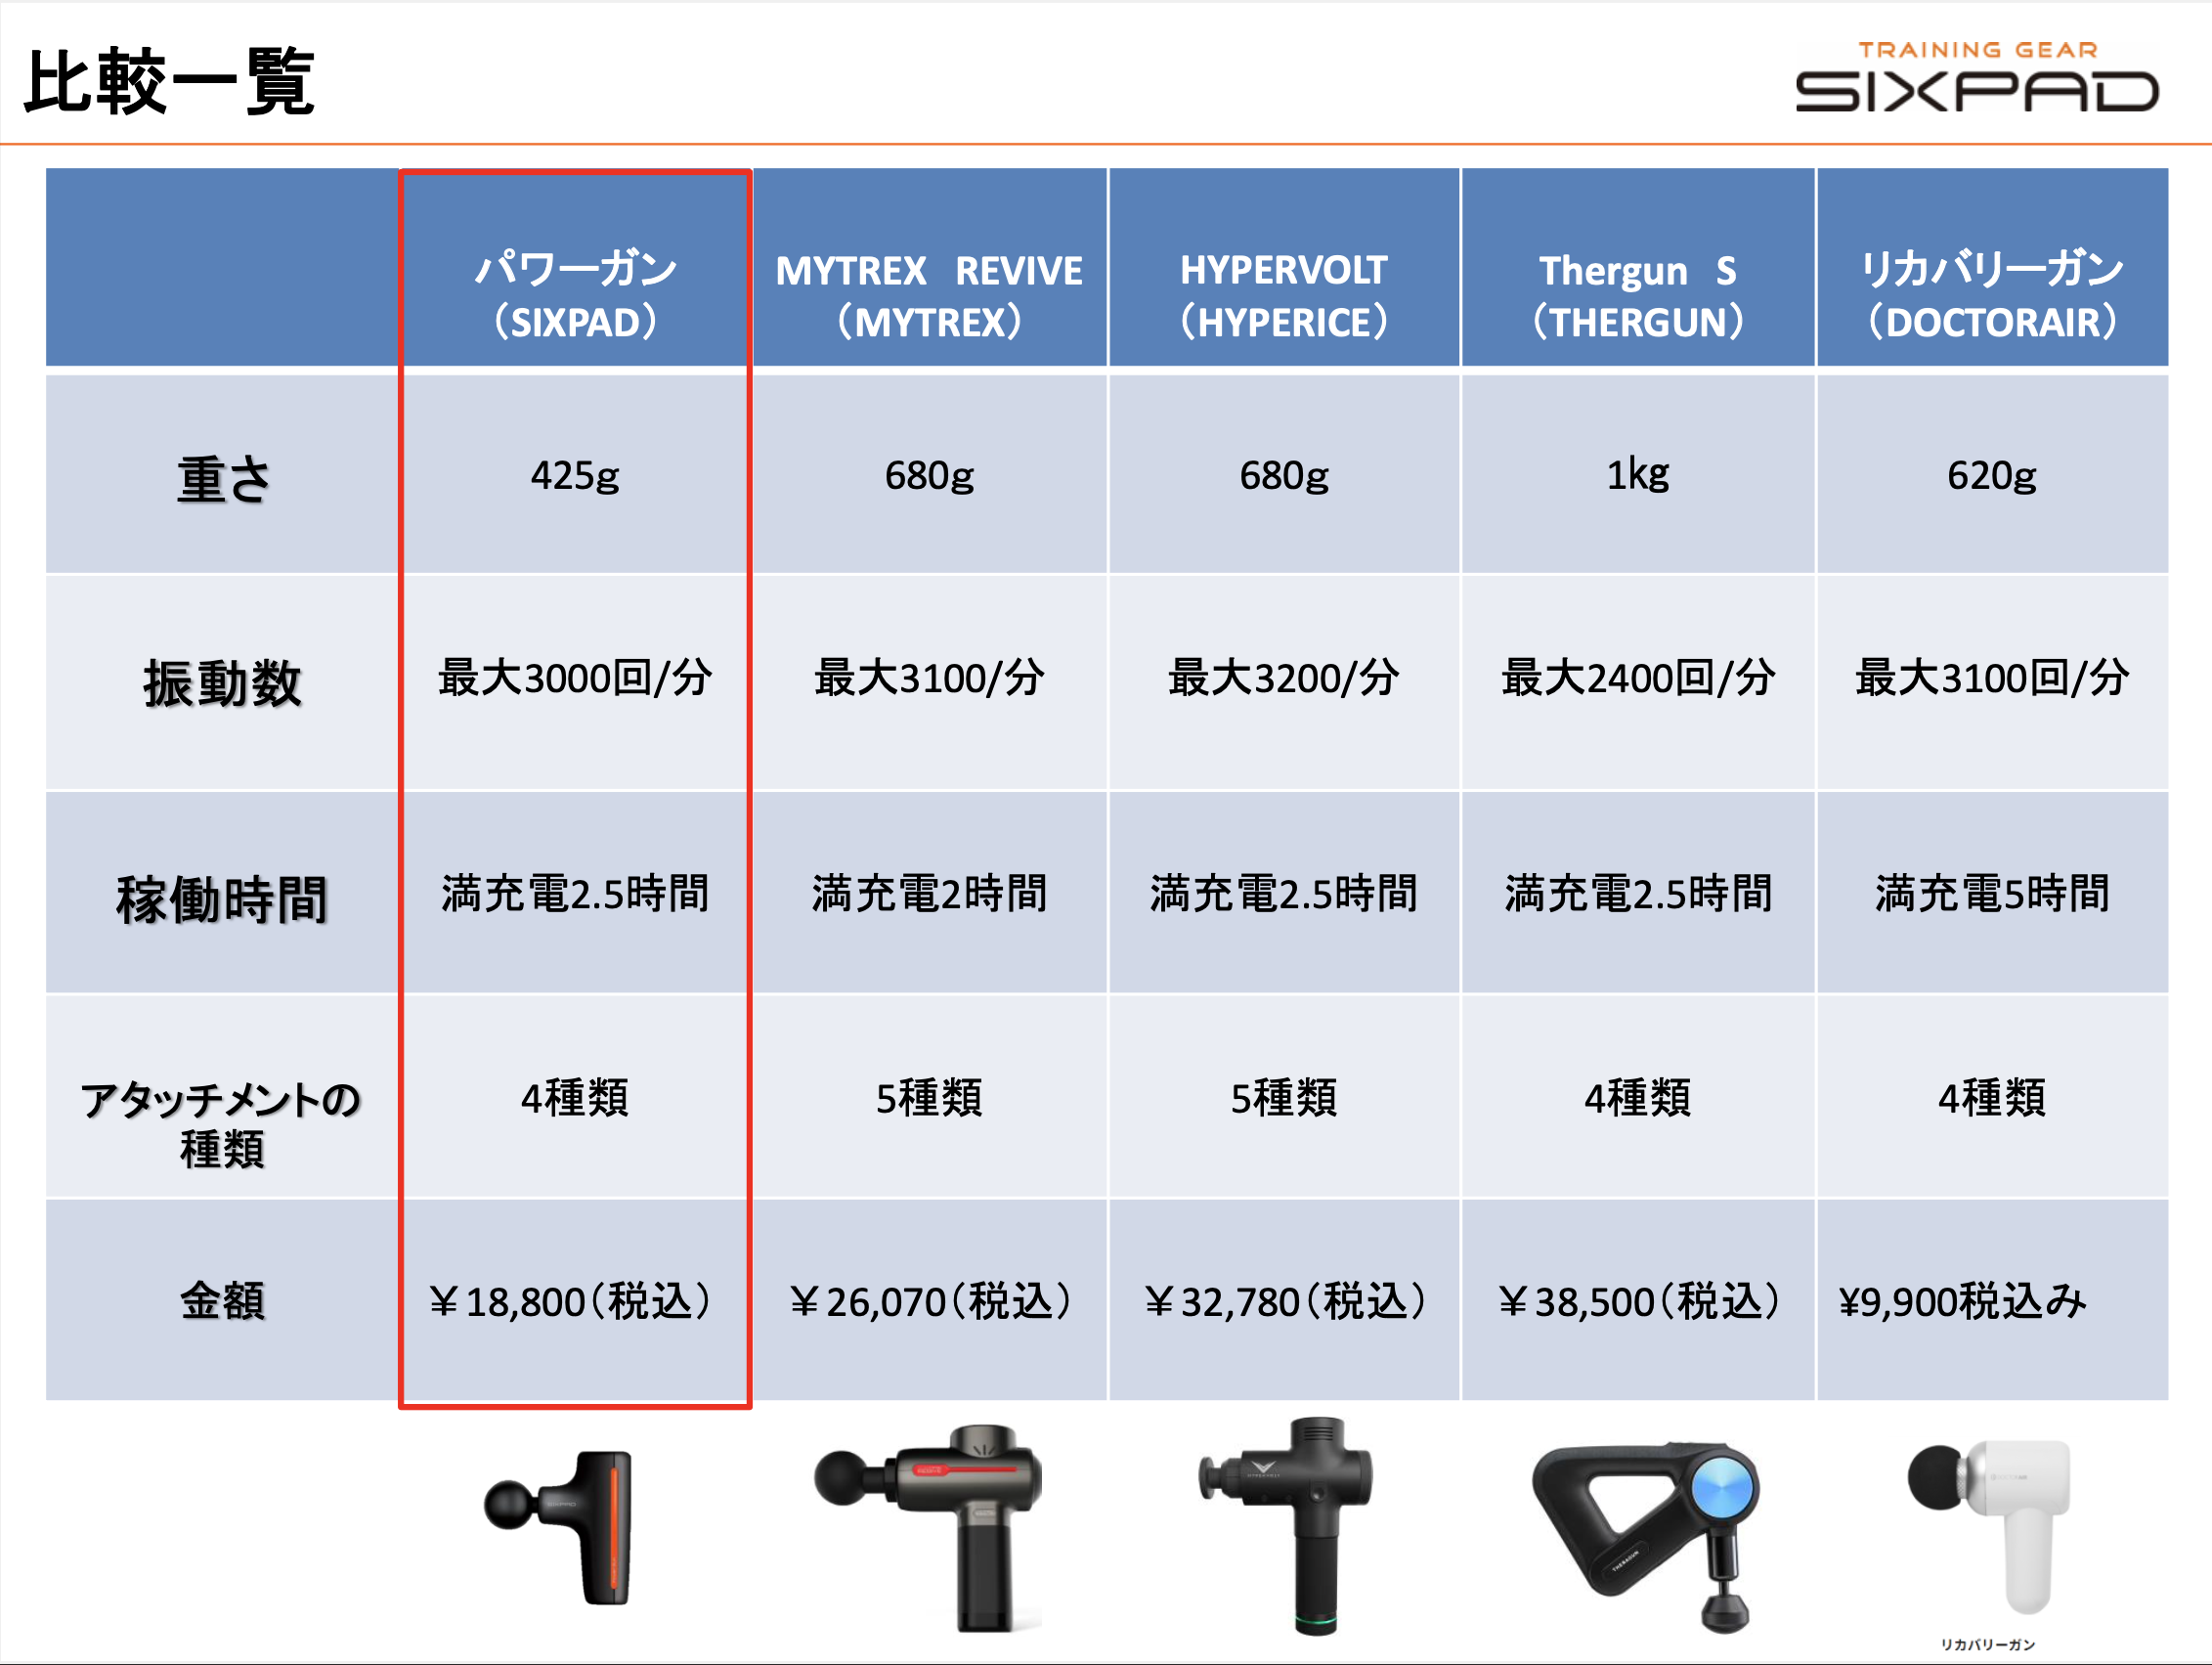 比較一覧
TRAINING GEAR
SIXPAD
パワーガン
（SIXPAD）
MYTREX　REVIVE
（MYTREX）
HYPERVOLT
（HYPERICE）
Thergun　S
（THERGUN）
リカバリーガン
（DOCTORAIR）
重さ
425g
680g
680g
1kg
620g
振動数
最大3000回/分
最大3100/分
最大3200/分
最大2400回/分
最大3100回/分
稼働時間
満充電2.5時間
満充電2時間
満充電2.5時間
満充電2.5時間
満充電5時間
アタッチメントの
種類
4種類
5種類
5種類
4種類
4種類
金額
￥18,800（税込）
￥26,070（税込）
￥32,780（税込）
￥38,500（税込）
¥9,900税込み
SIXPAD
HYPERVOLT
THERAGUN
リカバリーガン